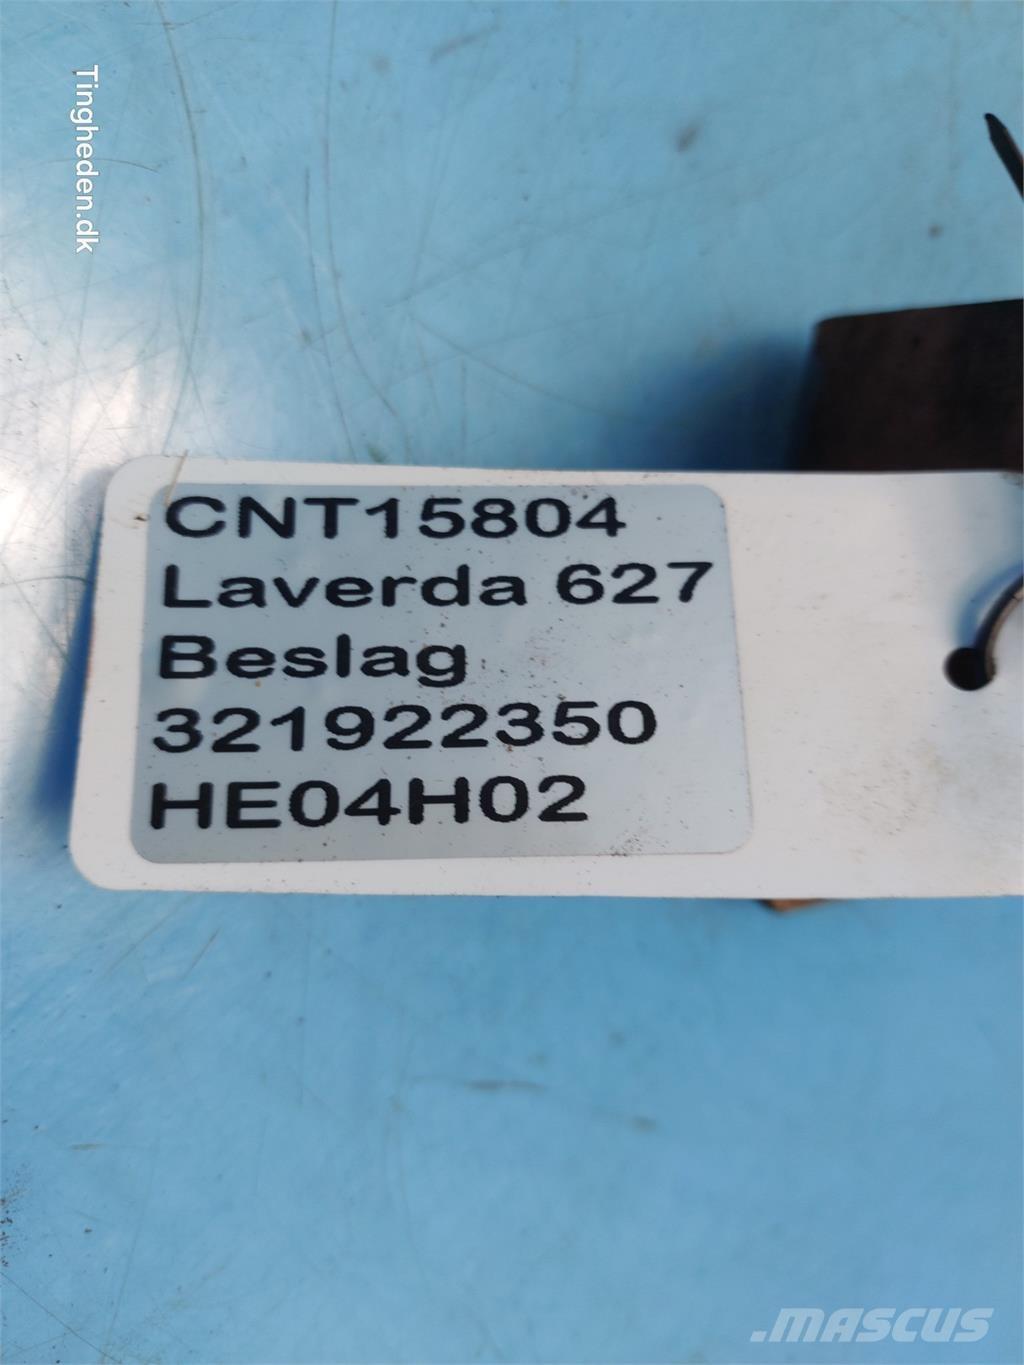 Tingheden.dk
CNT15804
Laverda 627
Beslag
321922350
HE04H02
.MASCUS